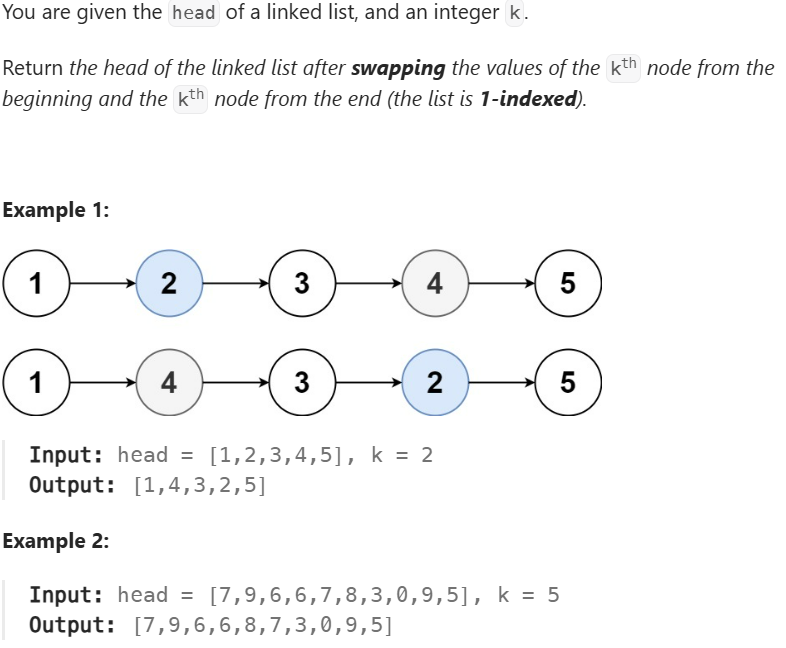 You are given the head of a linked list, and an integer k.
Return the head of the linked list after swapping the values of the kth node from the
beginning and the kth node from the end (the list is 1-indexed).
Example 1:
1 2 3 4 5
1 4 3 2 5
Input: head = [1,2,3,4,5], k = 2
Output: [1,4,3,2,5]
Example 2:
Input: head = [7,9,6,6,7,8,3,0,9,5], k = 5
Output: [7,9,6,6,8,7,3,0,9,5]